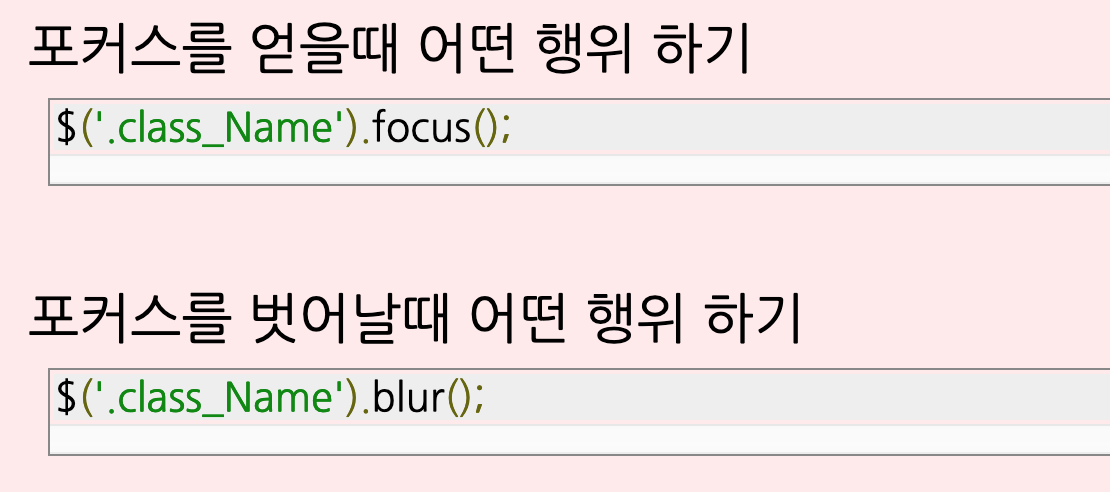 포커스를 얻을때 어떤 행위 하기
$('.class_Name').focus();
포커스를 벗어날때 어떤 행위 하기
$('.class_Name').blur();